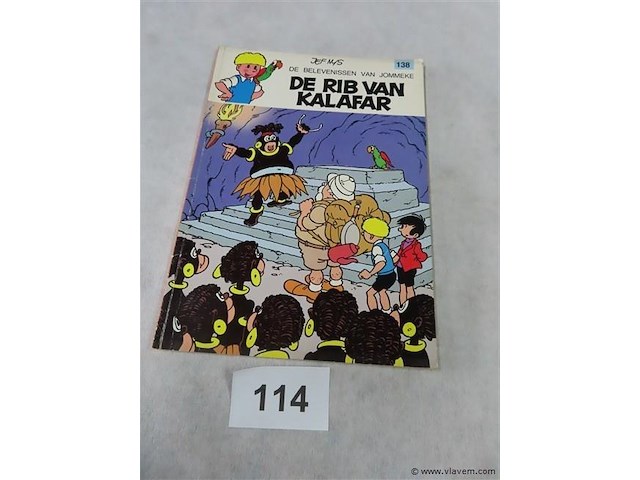 JEF NYS
138
DE BELEVENISSEN VAN JOMMEKE
DE RIB VAN
KALAFAR
114
© www.vlavem.com